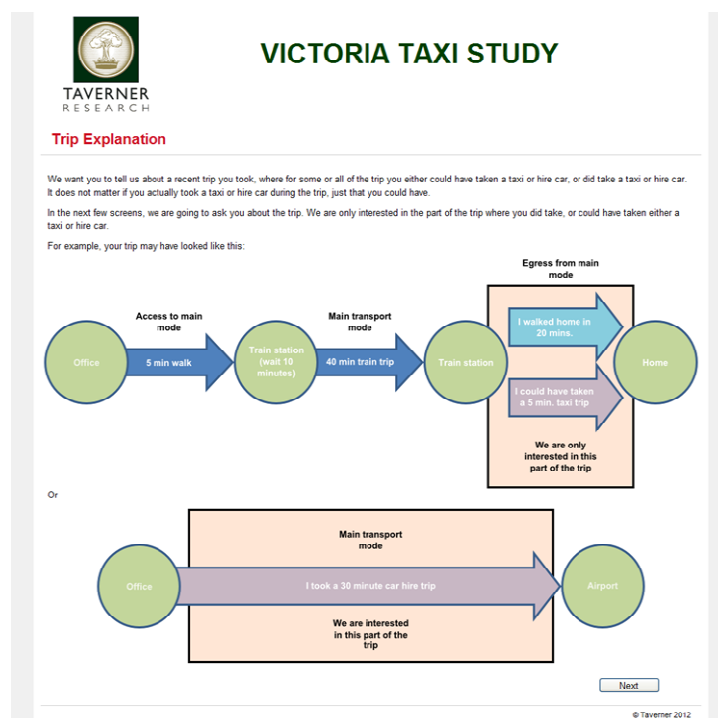 TAVERNER
RESEARCH
VICTORIA TAXI STUDY
Trip Explanation
We want you to tell us about a recent trip you took, where for some or all of the trip you either could have taken a taxi or hire car, or did take a taxi or hire car.
It does not matter if you actually took a taxi or hire car during the trip, just that you could have.
In the next few screens, we are going to ask you about the trip. We are only interested in the part of the trip where you did take, or could have taken either a
taxi or hire car.
For example, your trip may have looked like this:
Egress from main
mode
Access to main
mode
Main transport
mode
Office
5 min walk
Train station
(wait 10
minutes)
40 min train trip
Train station
I walked home in
20 mins.
Home
I could have taken
a 5 min. taxi trip
We are only
interested in this
part of the trip
Or
Main transport
mode
Office
I took a 30 minute car hire trip
Airport
We are interested
in this part of the
trip
Next
© Taverner 2012